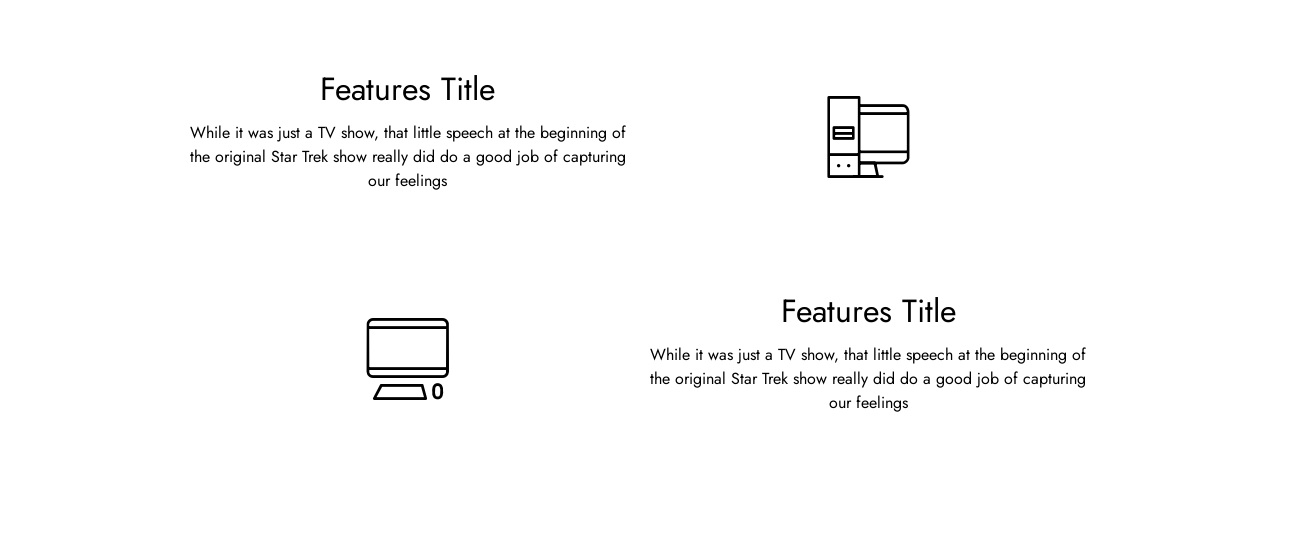 Features Title
While it was just a TV show, that little speech at the beginning of
the original Star Trek show really did do a good job of capturing
our feelings
Features Title
While it was just a TV show, that little speech at the beginning of
the original Star Trek show really did do a good job of capturing
our feelings